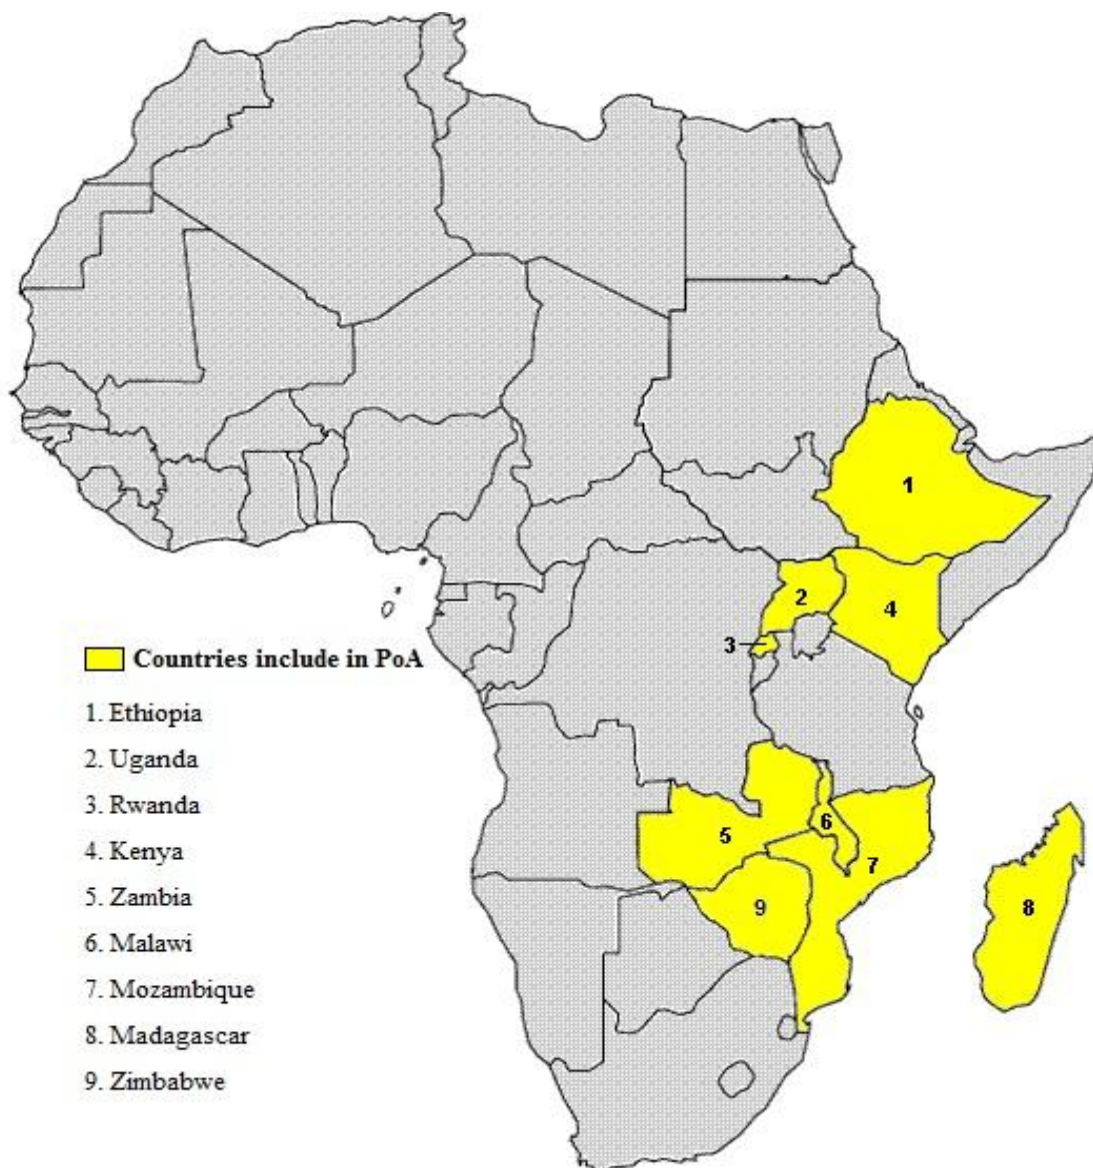 1
2
4
3
Countries include in PoA
1. Ethiopia
2. Uganda
3. Rwanda
4. Kenya
5. Zambia
6. Malawi
7. Mozambique
8. Madagascar
9. Zimbabwe
6
5
7
9
8